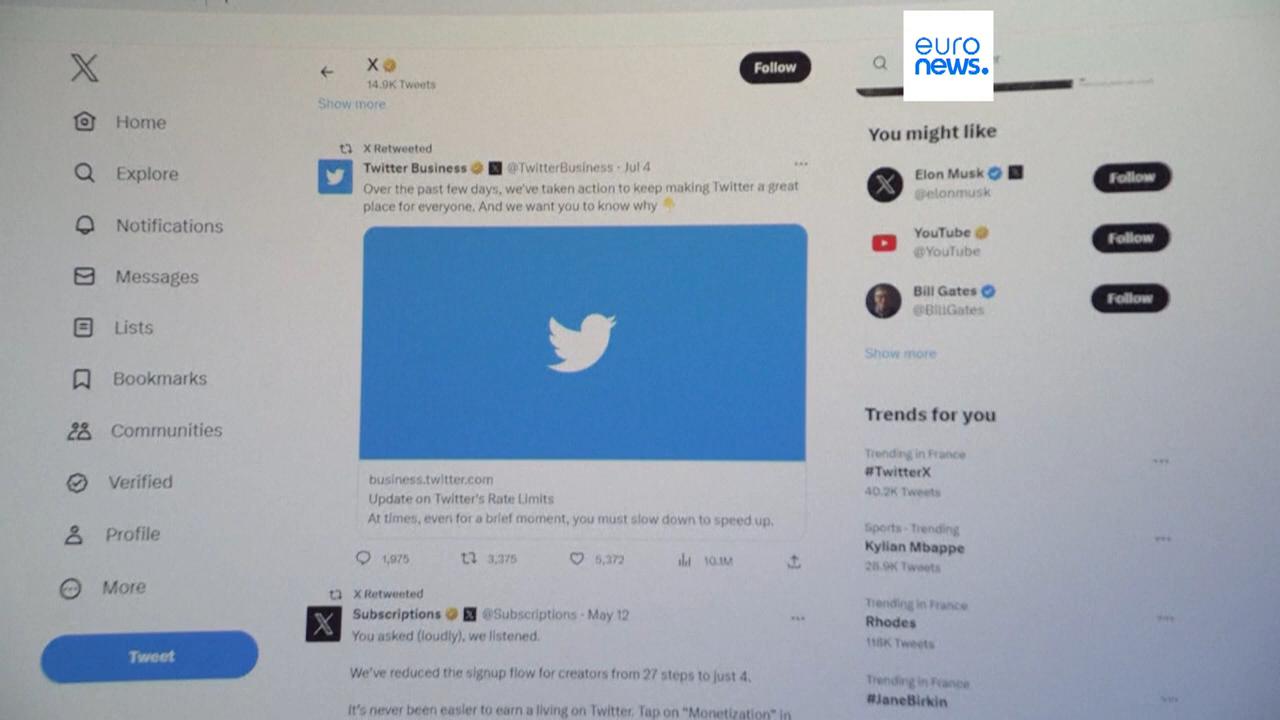 euro
news.
Home
Explore
Notifications
Messages
Lists
Bookmarks
Communities
Verified
Profile
More
Tweet
X
14.9K Tweets
Follow
Show more
X Retweeted
Twitter Business @TwitterBusiness · Jul 4
Over the past few days, we've taken action to keep making Twitter a great
place for everyone. And we want you to know why
business.twitter.com
Update on Twitter's Rate Limits
At times, even for a brief moment, you must slow down to speed up.
1,975 3,375 5,372 10.1M
X Retweeted
Subscriptions @Subscriptions · May 12
You asked (loudly), we listened.
We've reduced the signup flow for creators from 27 steps to just 4.
It's never been easier to earn a living on Twitter. Tap on "Monetization" in
You might like
Elon Musk
@elonmusk
Follow
YouTube
@YouTube
Follow
Bill Gates
@BillGates
Follow
Show more
Trends for you
Trending in France
#TwitterX
40.2K Tweets
Sports · Trending
Kylian Mbappe
28.9K Tweets
Trending in France
Rhodes
118K Tweets
Trending in France
#JaneBirkin